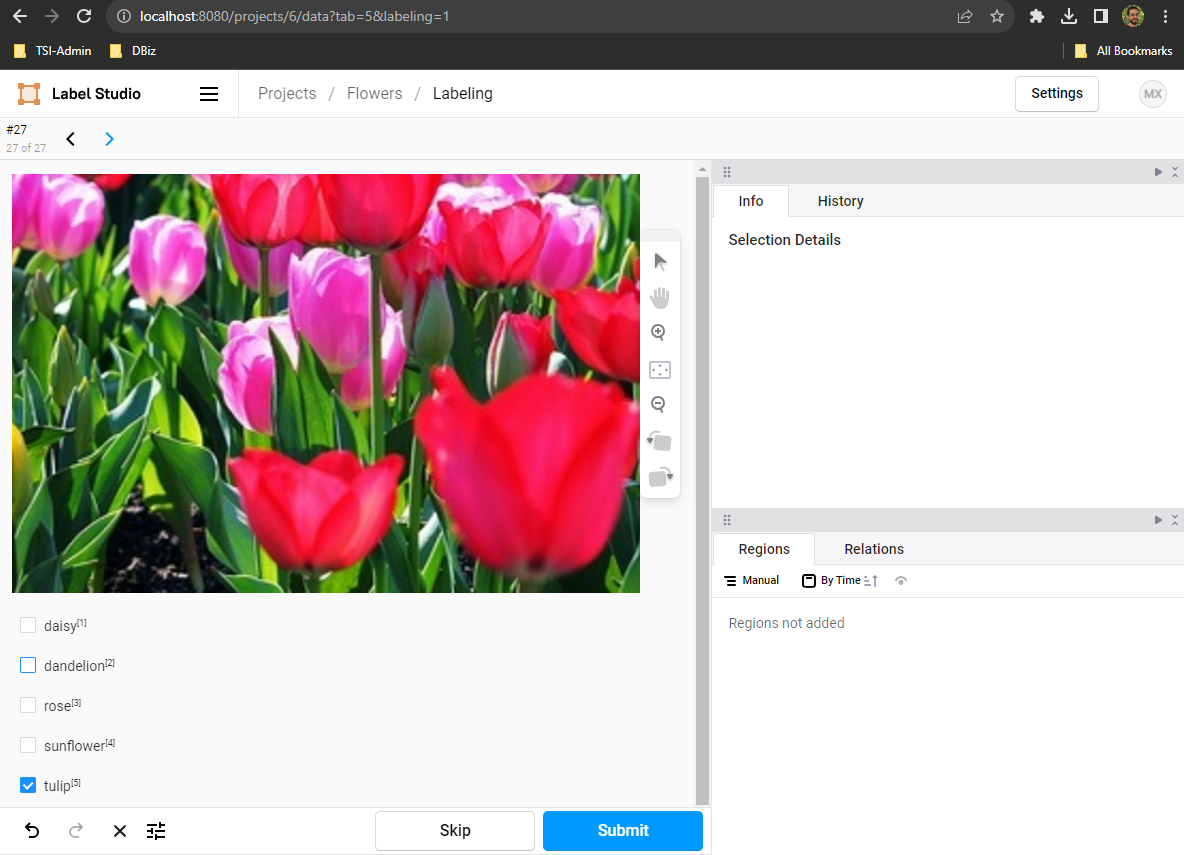 localhost:8080/projects/6/data?tab=5&labeling=1
TSI-Admin DBiz All Bookmarks
Label Studio Projects / Flowers / Labeling Settings MX
#27
27 of 27
Info History
Selection Details
Regions Relations
Manual By Time
Regions not added
daisy[1]
dandelion[2]
rose[3]
sunflower[4]
tulip[5]
Skip Submit